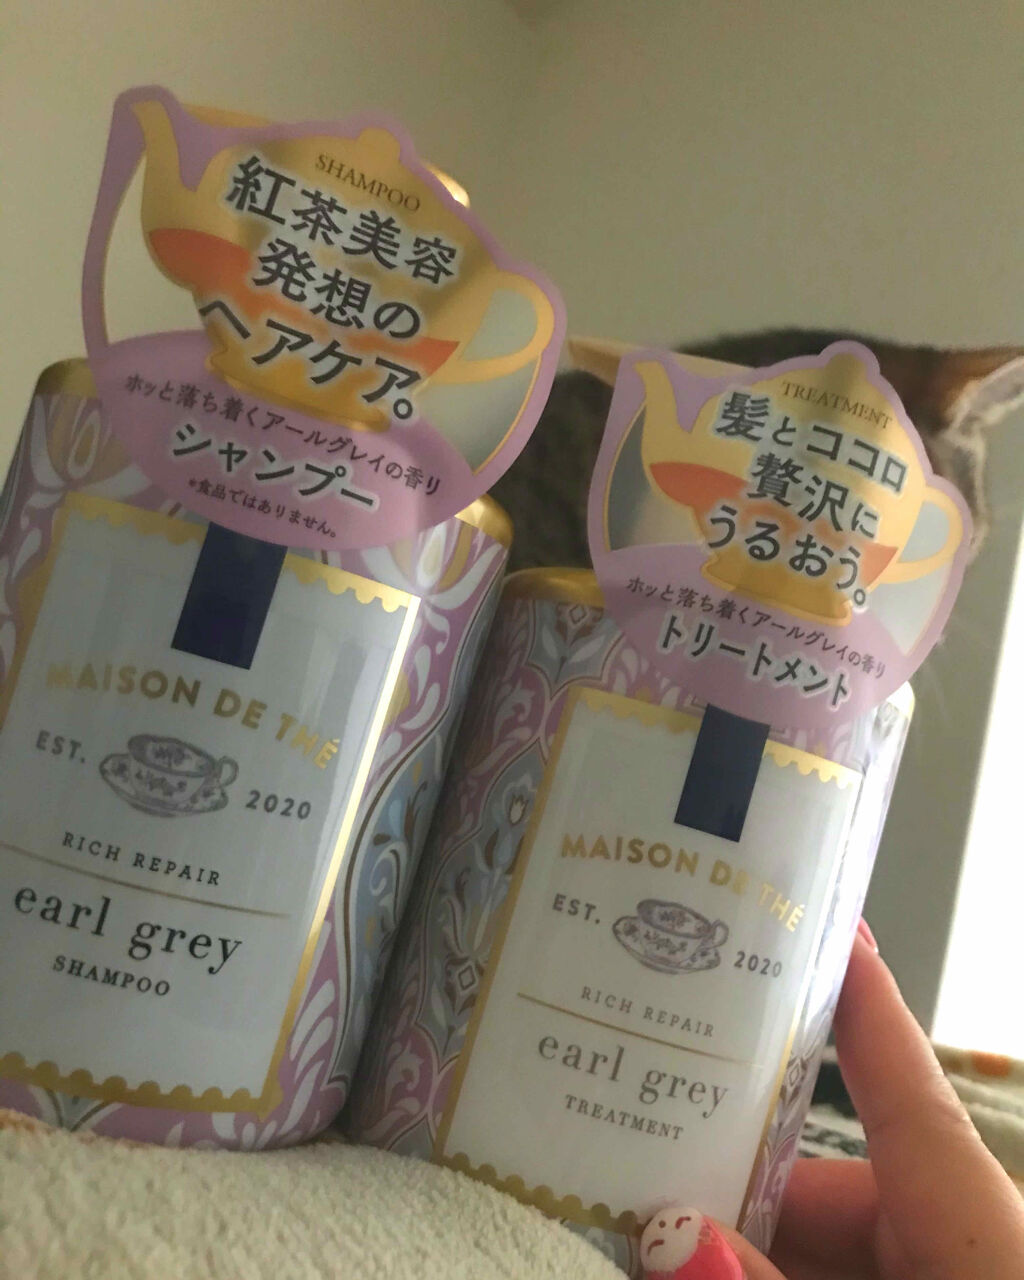 SHAMPOO
紅茶美容
発想の
ヘアケア。
ホッと落ち着くアールグレイの香り
シャンプー
*食品ではありません。
MAISON DE THÉ
EST. 2020
RICH REPAIR
earl grey
SHAMPOO
TREATMENT
髪とココロ
贅沢に
うるおう。
ホッと落ち着くアールグレイの香り
トリートメント
MAISON DE THÉ
EST. 2020
RICH REPAIR
earl grey
TREATMENT